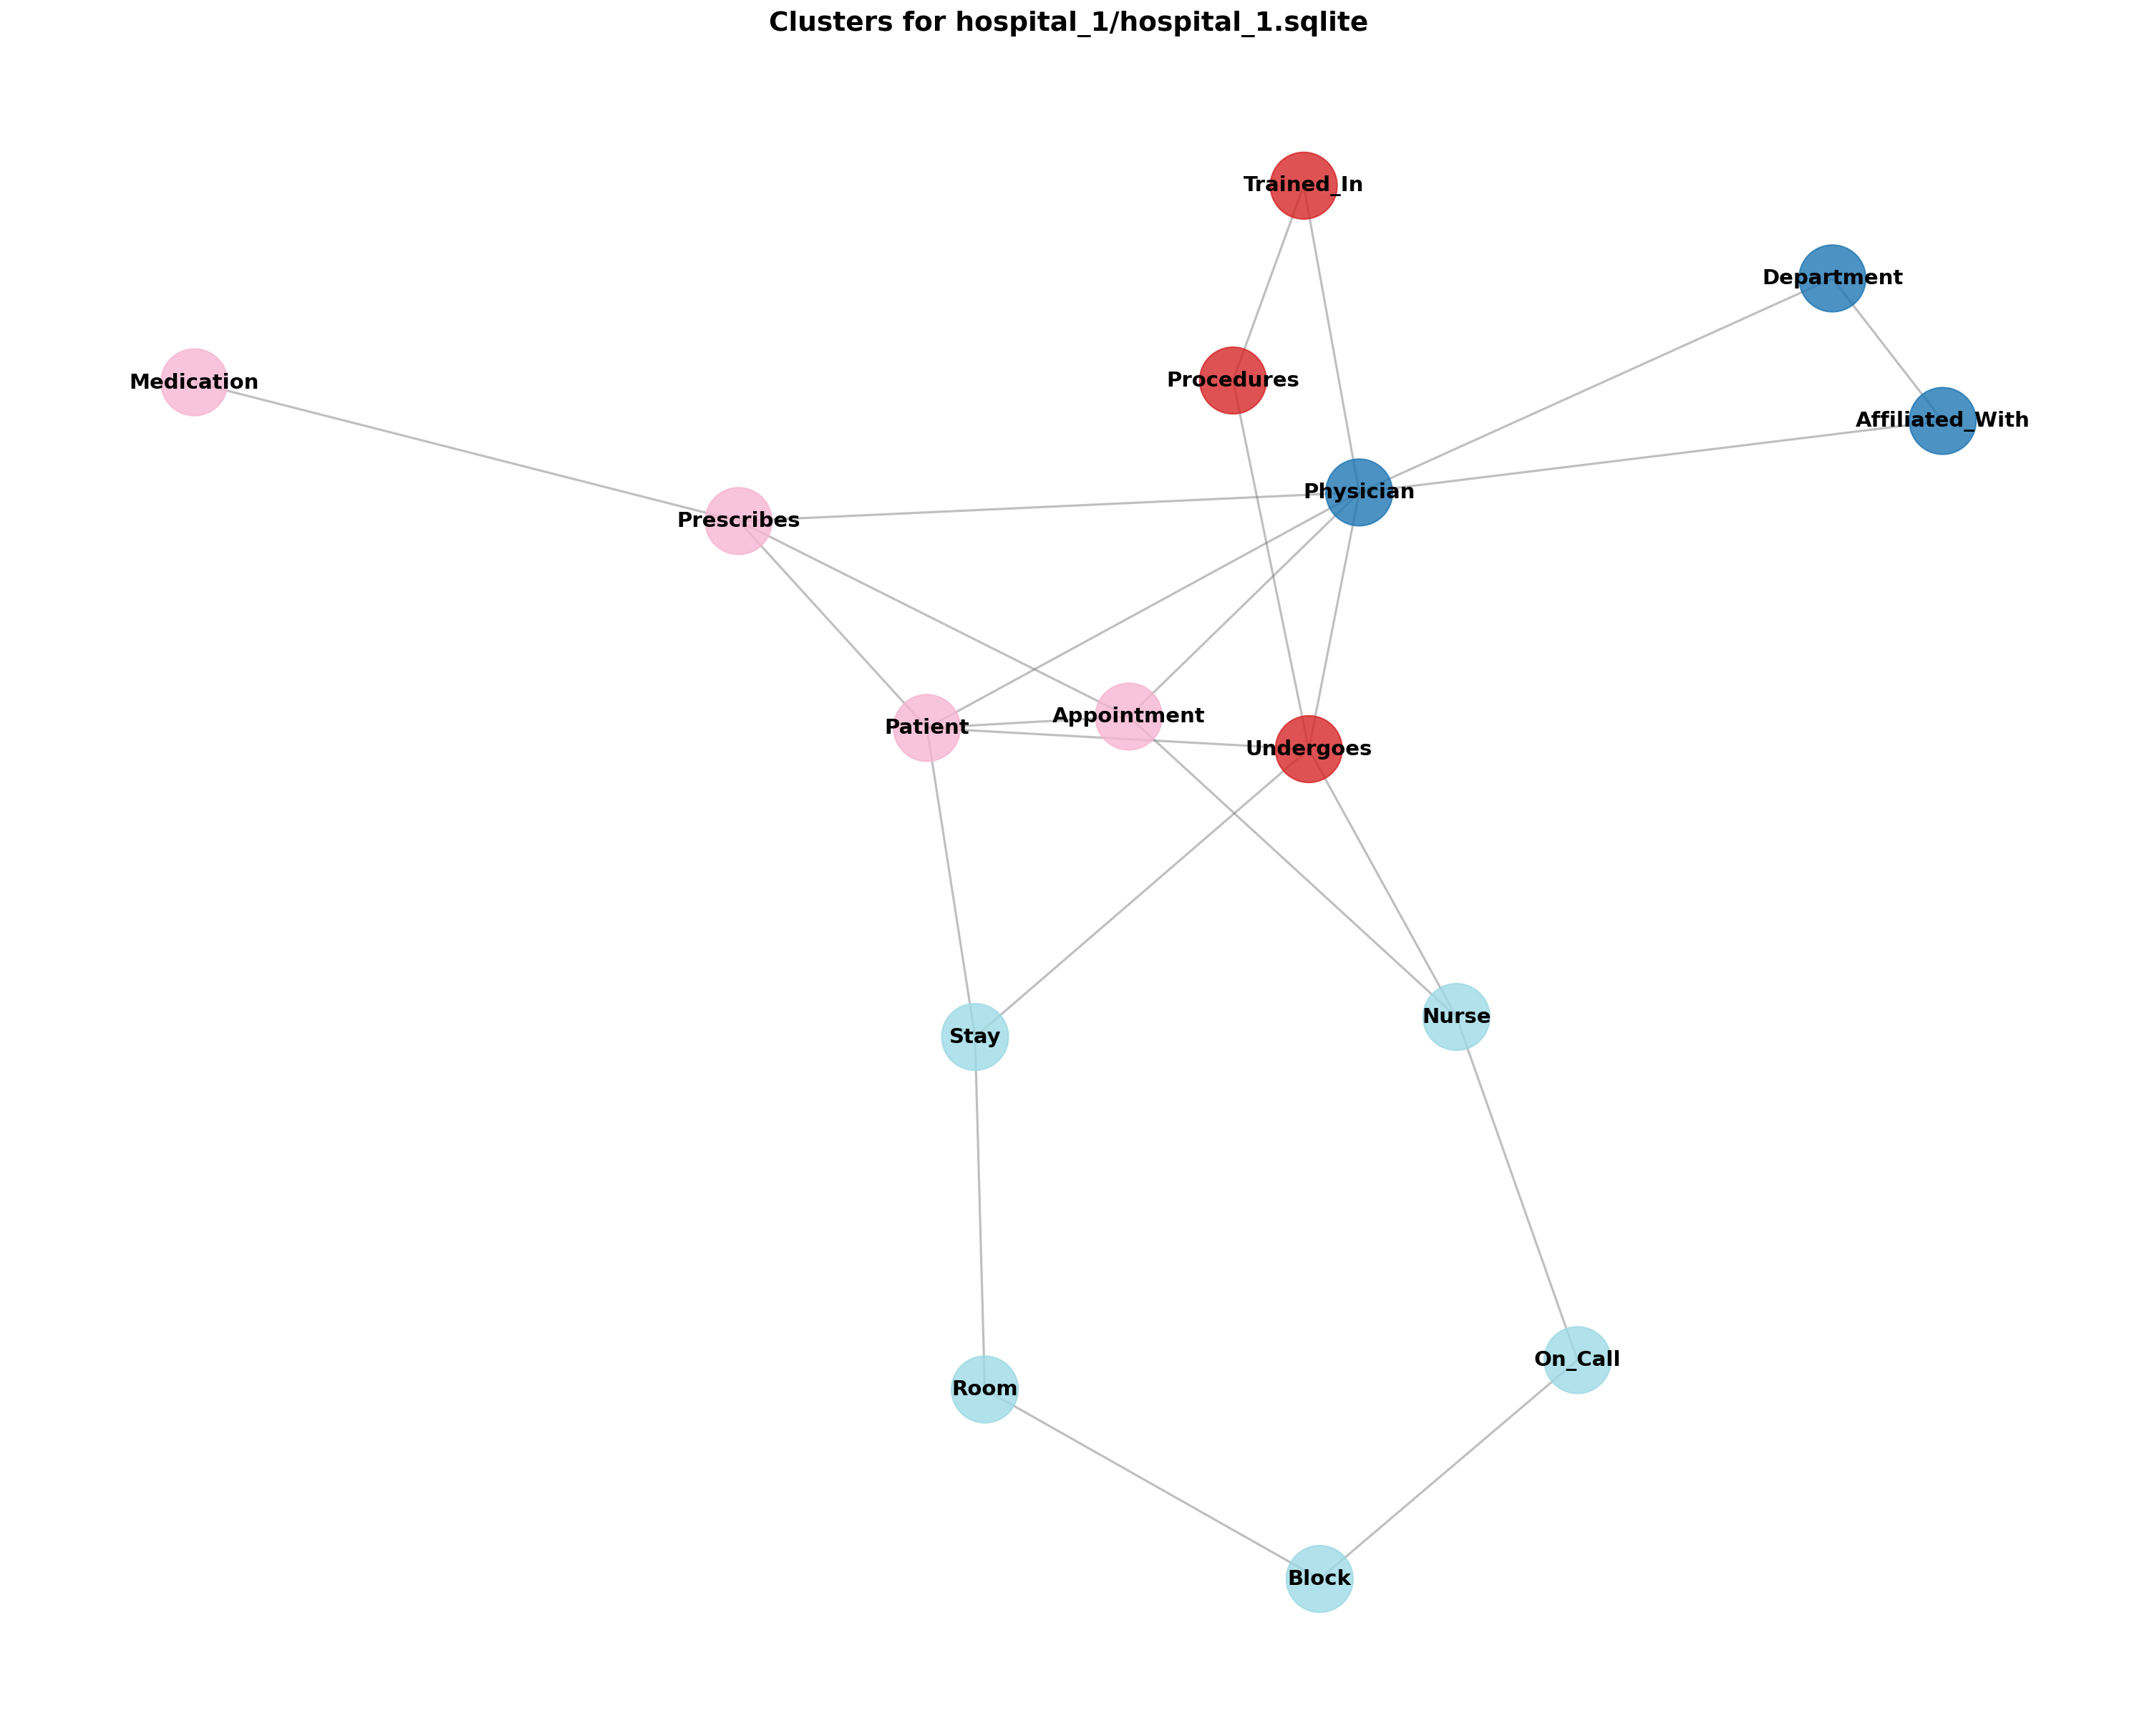 Clusters for hospital_1/hospital_1.sqlite
Trained_In
Department
Procedures
Medication
Affiliated_With
Physician
Prescribes
Appointment
Patient
Undergoes
Nurse
Stay
On_Call
Room
Block